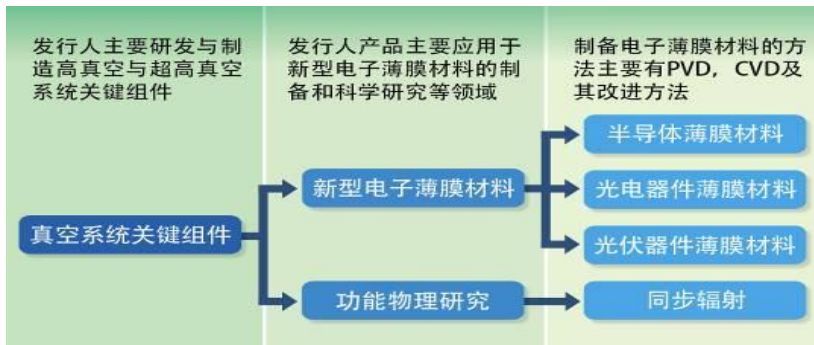 发行人主要研发与制
造高真空与超高真空
系统关键组件
发行人产品主要应用于
新型电子薄膜材料的制
备和科学研究等领域
制备电子薄膜材料的方
法主要有PVD，CVD及
其改进方法
真空系统关键组件
新型电子薄膜材料
功能物理研究
半导体薄膜材料
光电器件薄膜材料
光伏器件薄膜材料
同步辐射